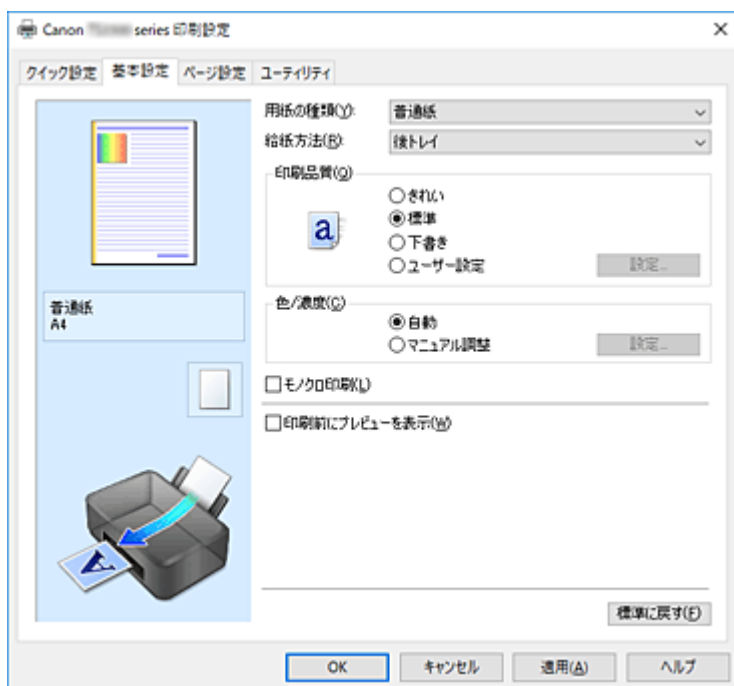 Canon series 印刷設定
クイック設定 基本設定 ページ設定 ユーティリティ
用紙の種類(Y): 普通紙
給紙方法(R): 後トレイ
印刷品質(Q)
きれい
標準
下書き
ユーザー設定 設定...
普通紙
A4
色/濃度(C)
自動
マニュアル調整 設定...
モノクロ印刷(L)
印刷前にプレビューを表示(W)
標準に戻す(F)
OK キャンセル 適用(A) ヘルプ